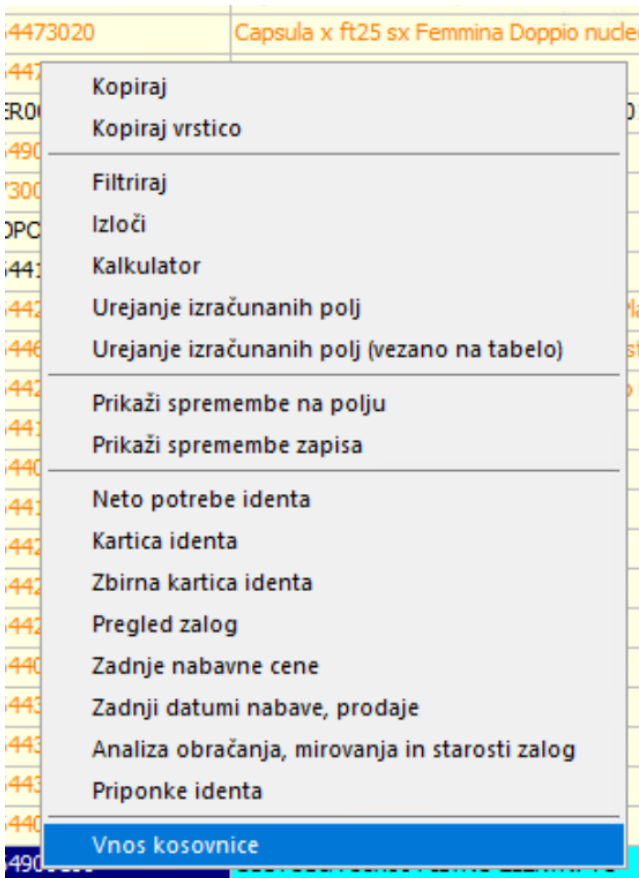 54473020 Capsula x ft25 sx Femmina Doppio nucle
Kopiraj
Kopiraj vrstico
Filtriraj
Izloči
Kalkulator
Urejanje izračunanih polj
Urejanje izračunanih polj (vezano na tabelo)
Prikaži spremembe na polju
Prikaži spremembe zapisa
Neto potrebe identa
Kartica identa
Zbirna kartica identa
Pregled zalog
Zadnje nabavne cene
Zadnji datumi nabave, prodaje
Analiza obračanja, mirovanja in starosti zalog
Priponke identa
Vnos kosovnice